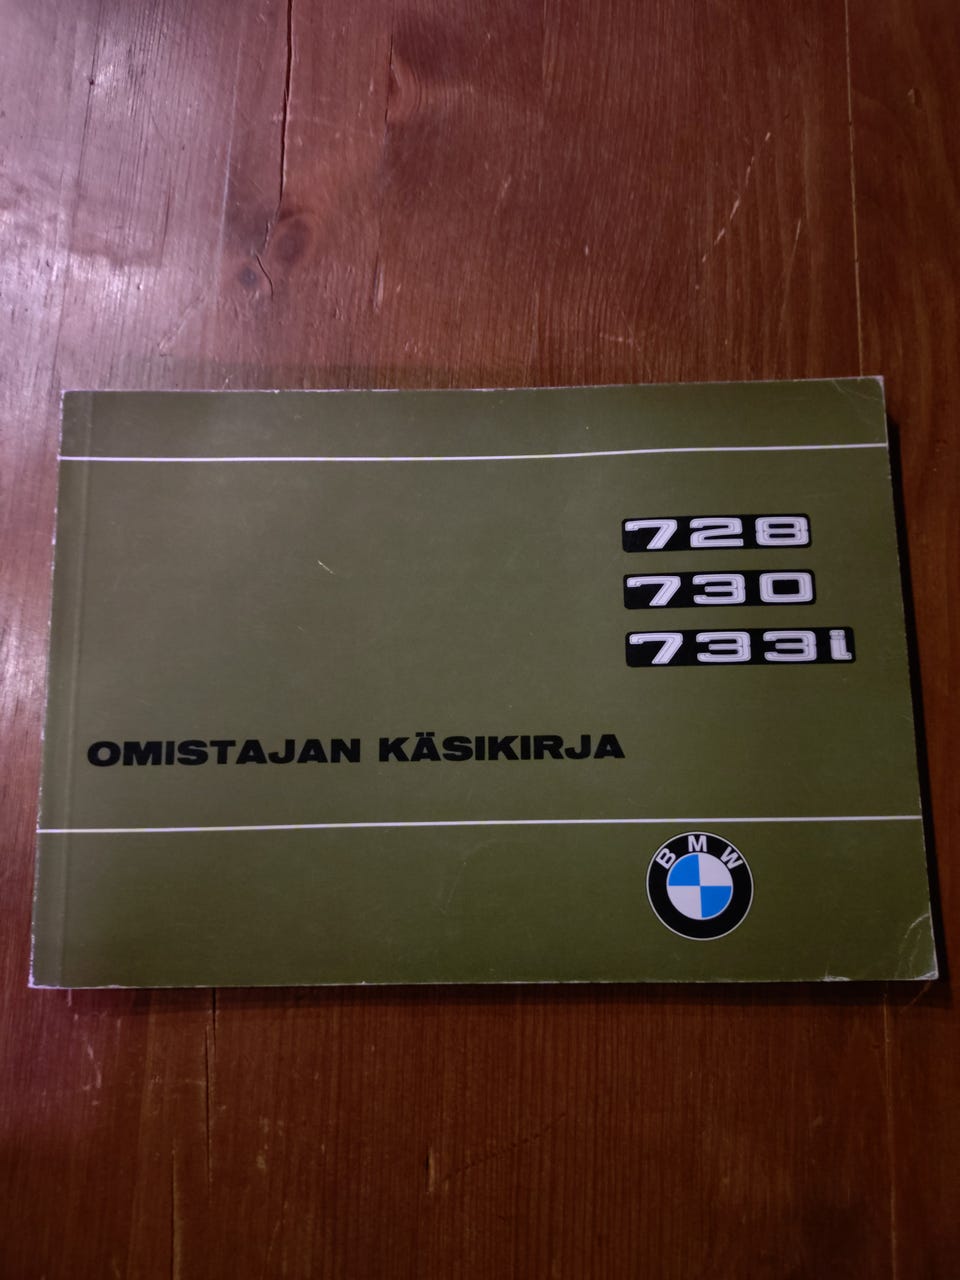 728
730
733i
OMISTAJAN KÄSIKIRJA
BMW